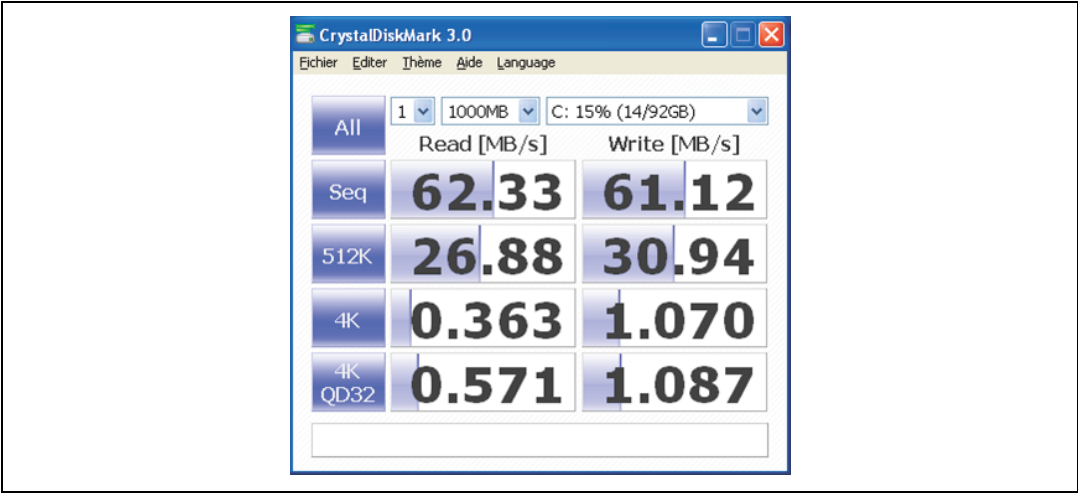 CrystalDiskMark 3.0
Fichier Editer Thème Aide Language
All 1 1000MB C: 15% (14/92GB)
Read [MB/s] Write [MB/s]
Seq 62.33 61.12
512K 26.88 30.94
4K 0.363 1.070
4K QD32 0.571 1.087